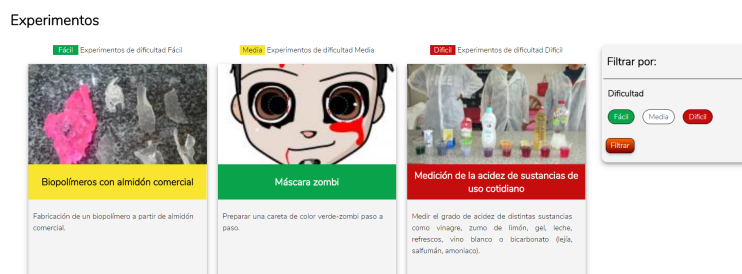 Experimentos
Fácil Experimentos de dificultad Fácil
Media Experimentos de dificultad Media
Difícil Experimentos de dificultad Difícil
Biopolímeros con almidón comercial
Fabricación de un biopolímero a partir de almidón
comercial.
Máscara zombi
Preparar una careta de color verde-zombi paso a
paso.
Medición de la acidez de sustancias de
uso cotidiano
Medir el grado de acidez de distintas sustancias
como vinagre, zumo de limón, gel, leche,
refrescos, vino blanco o bicarbonato (lejía,
salfumán, amoniaco).
Filtrar por:
Dificultad
Fácil Media Difícil
Filtrar